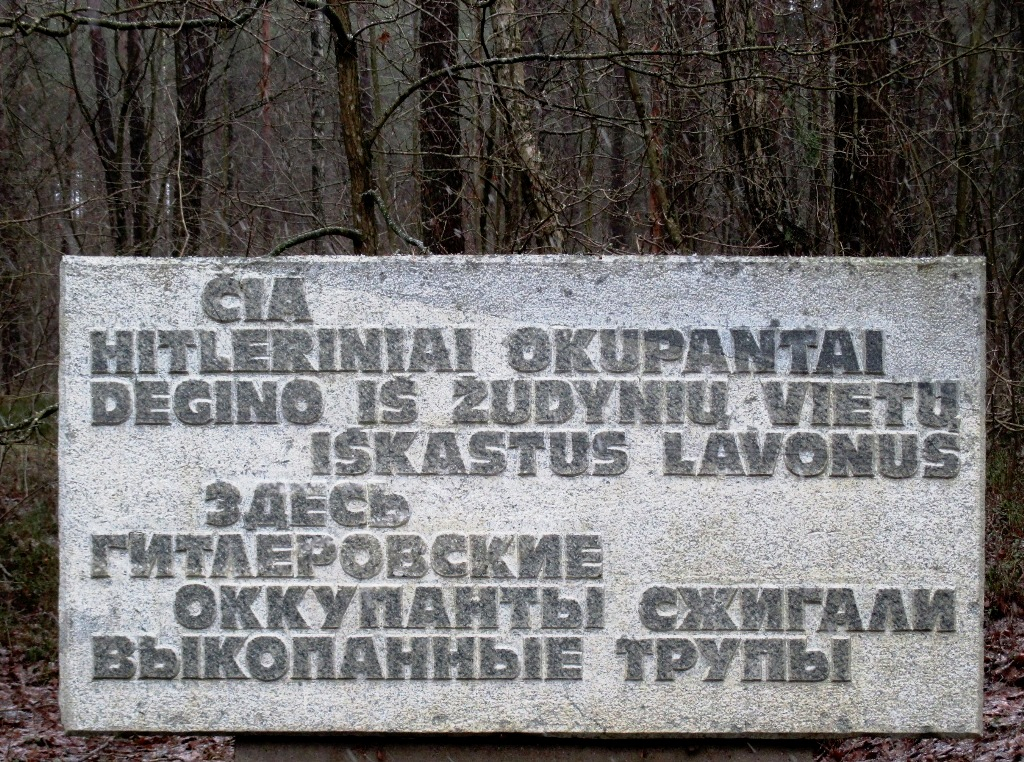 ČIA
HITLERINIAI OKUPANTAI
DEGINO IŠ ŽUDYNIŲ VIETŲ
IŠKASTUS LAVONUS
ЗДЕСЬ
ГИТЛЕРОВСКИЕ
ОККУПАНТЫ СЖИГАЛИ
ВЫКОПАННЫЕ ТРУПЫ